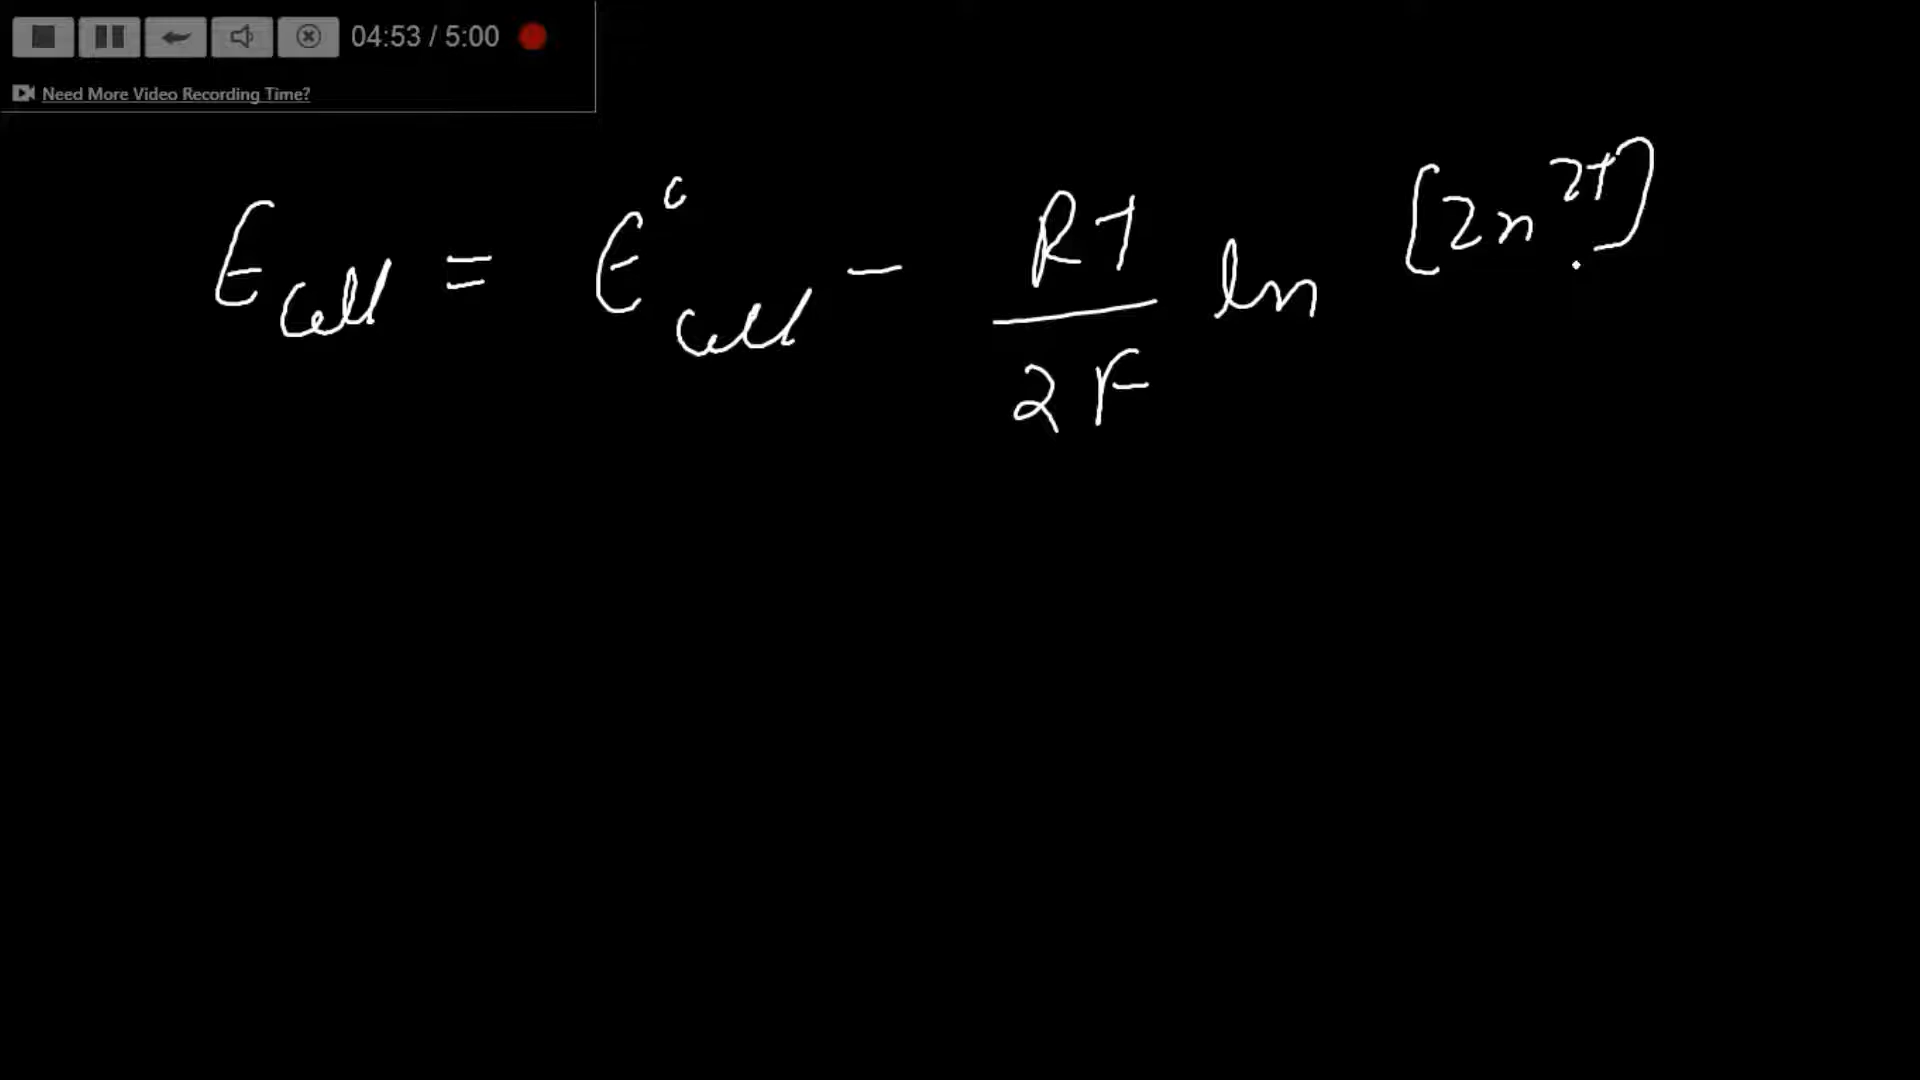 04:53 / 5:00
Need More Video Recording Time?
E cell = E° cell - RT/2F ln [Zn²⁺]